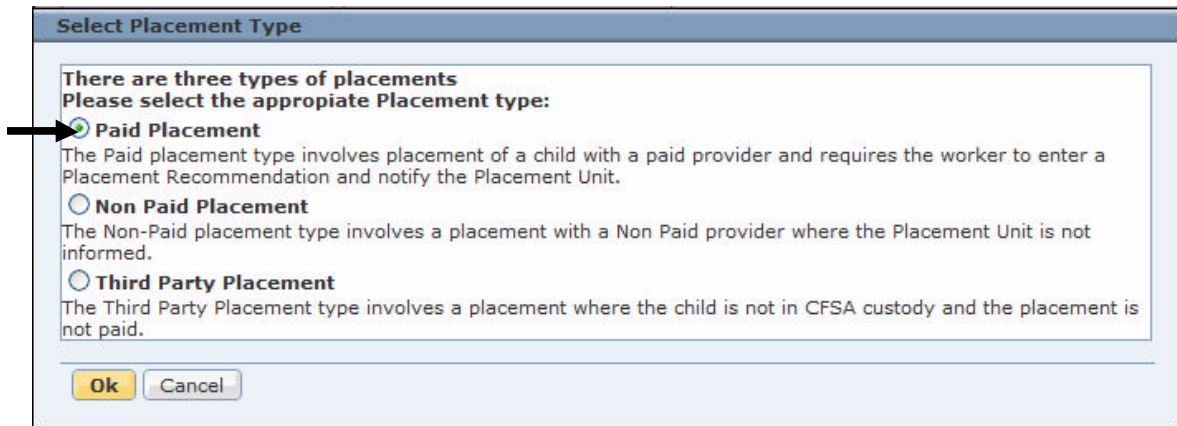 Select Placement Type
There are three types of placements
Please select the appropiate Placement type:
Paid Placement
The Paid placement type involves placement of a child with a paid provider and requires the worker to enter a
Placement Recommendation and notify the Placement Unit.
Non Paid Placement
The Non-Paid placement type involves a placement with a Non Paid provider where the Placement Unit is not
informed.
Third Party Placement
The Third Party Placement type involves a placement where the child is not in CFSA custody and the placement is
not paid.
Ok Cancel